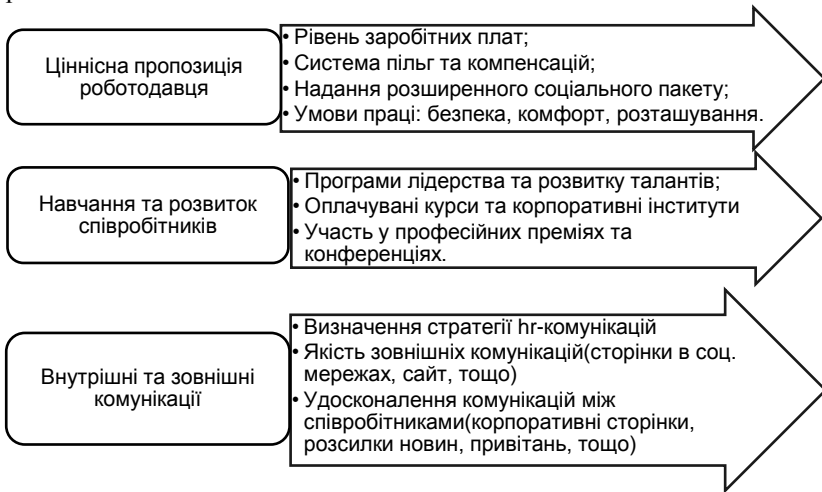 Ціннісна пропозиція
роботодавця
• Рівень заробітних плат;
• Система пільг та компенсацій;
• Надання розширенного соціального пакету;
• Умови праці: безпека, комфорт, розташування.
Навчання та розвиток
співробітників
• Програми лідерства та розвитку талантів;
• Оплачувані курси та корпоративні інститути
• Участь у професійних преміях та
конференціях.
Внутрішні та зовнішні
комунікації
• Визначення стратегії hr-комунікацій
• Якість зовнішніх комунікацій(сторінки в соц.
мережах, сайт, тощо)
• Удосконалення комунікацій між
співробітниками(корпоративні сторінки,
розсилки новин, привітань, тощо)